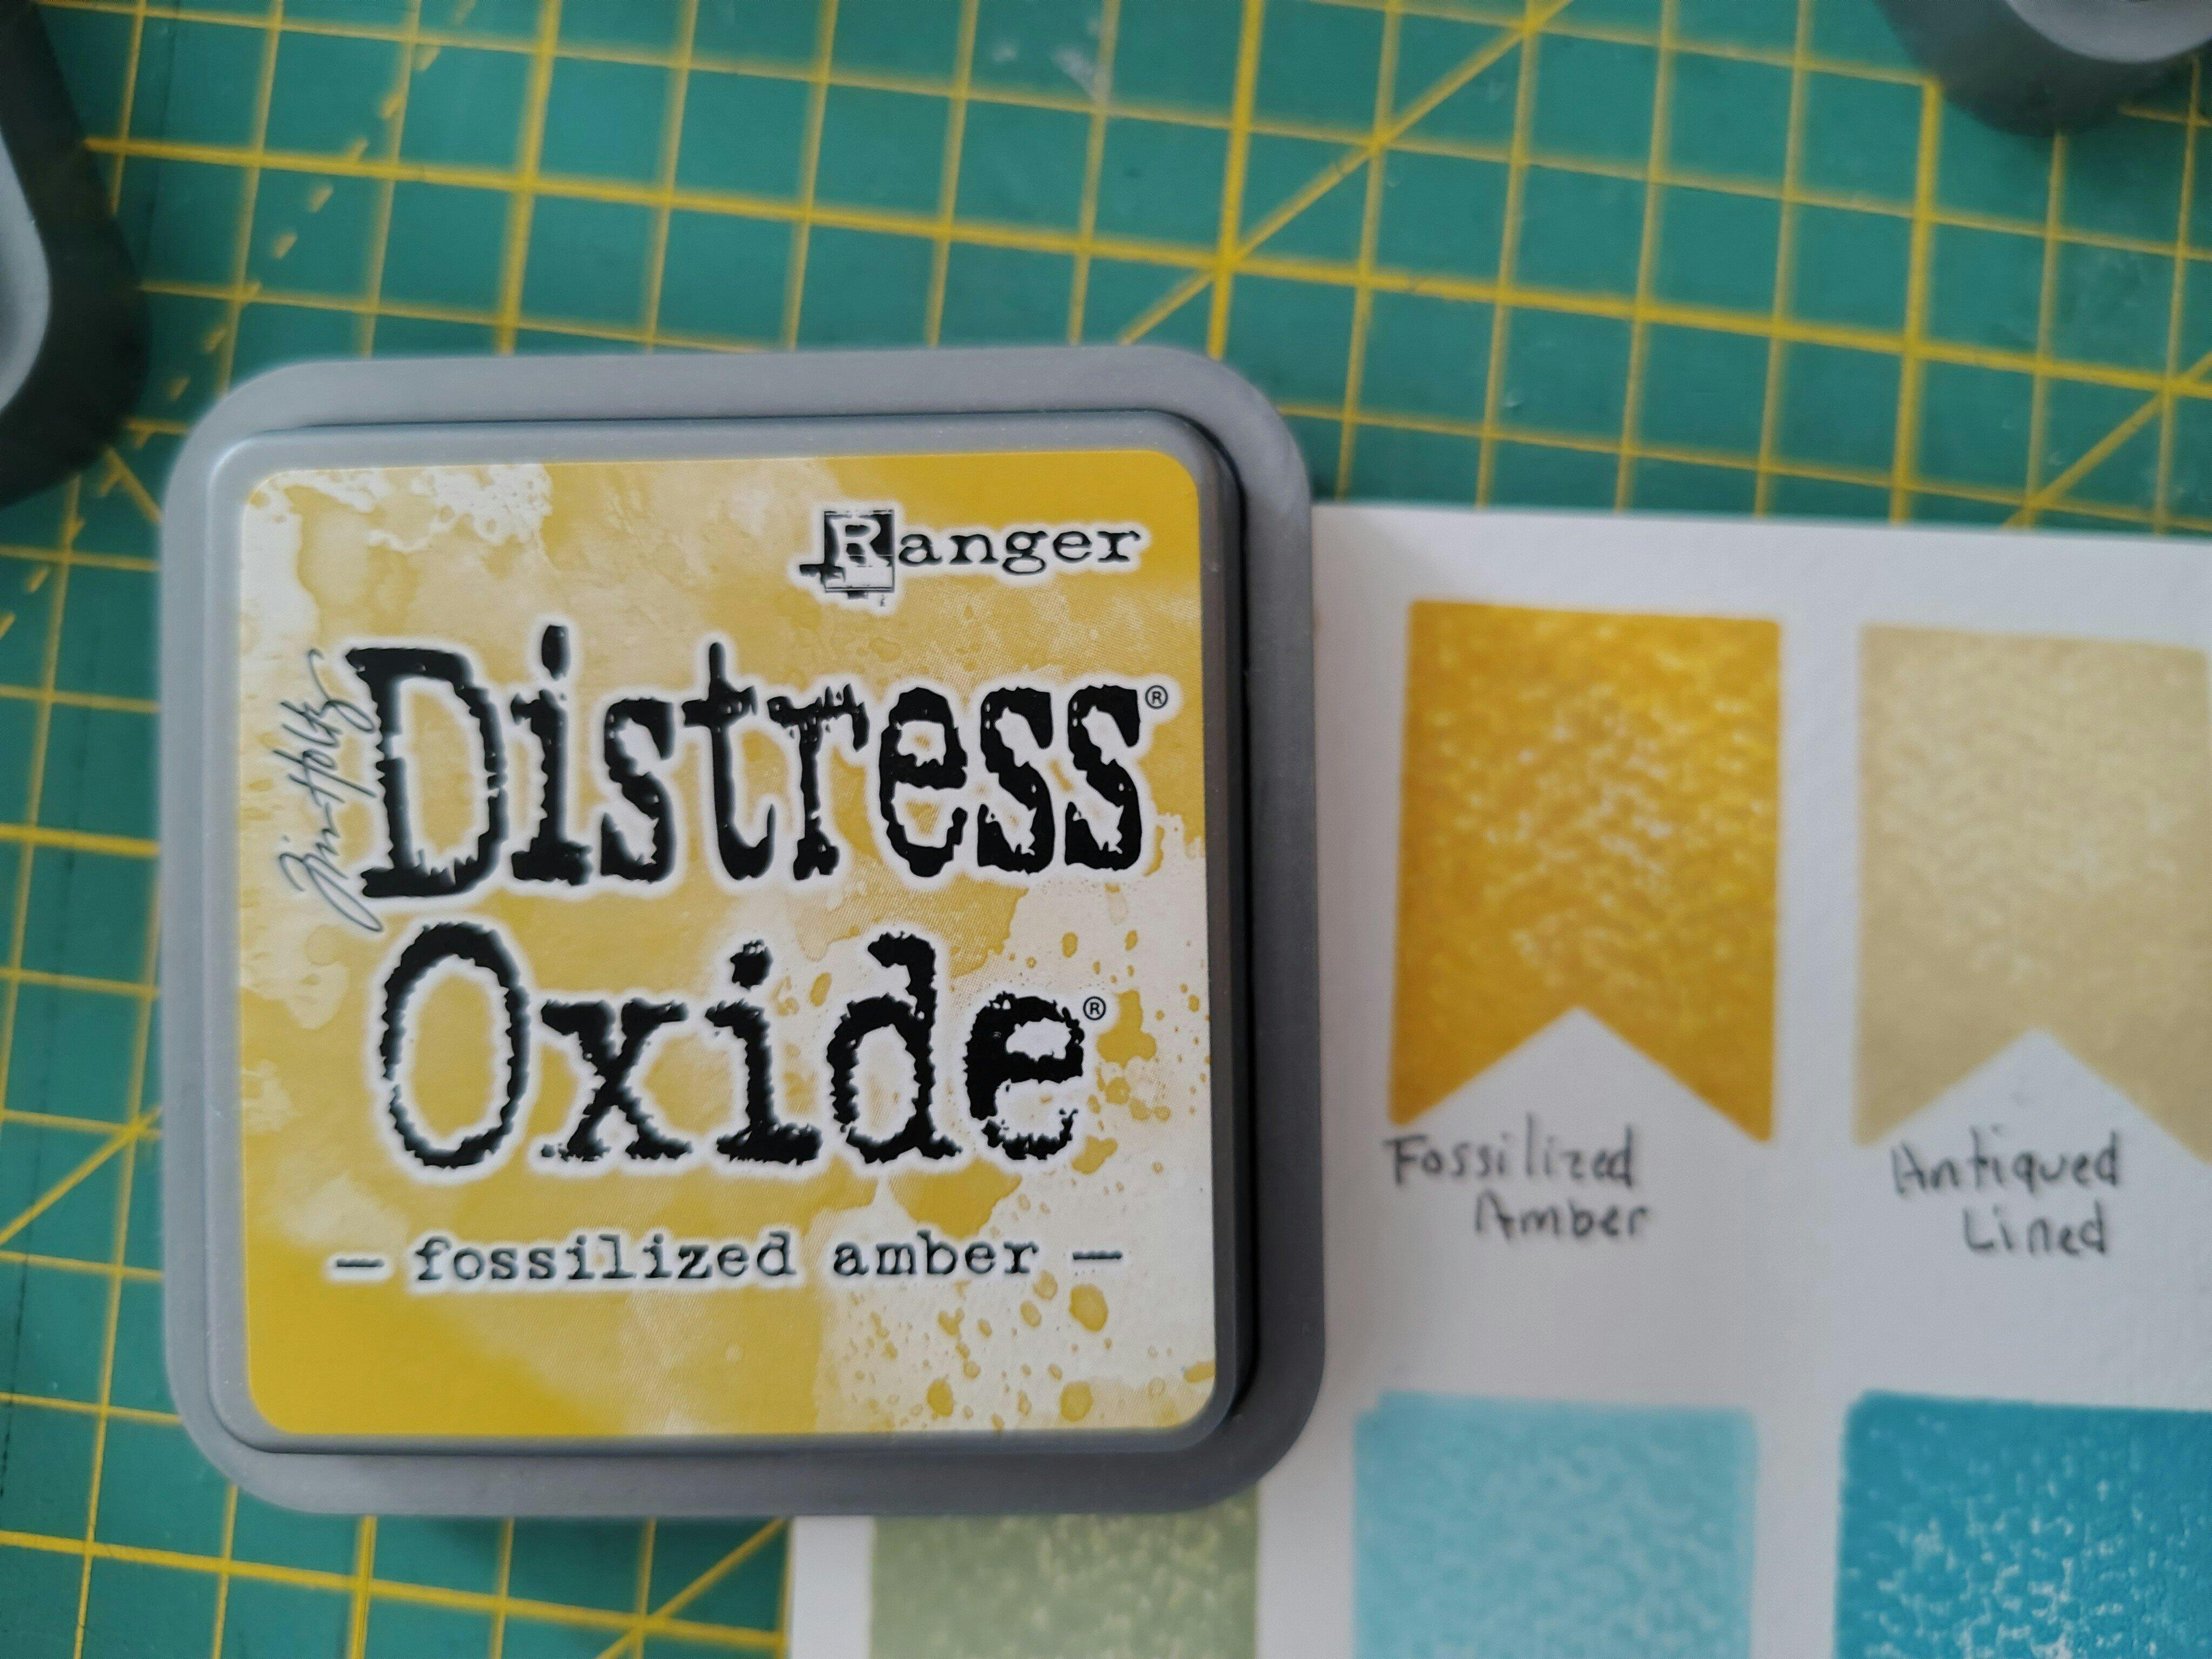 Ranger
Tim Holtz
Distress®
Oxide®
— fossilized amber —
Fossilized
Amber
Antiqued
Lined